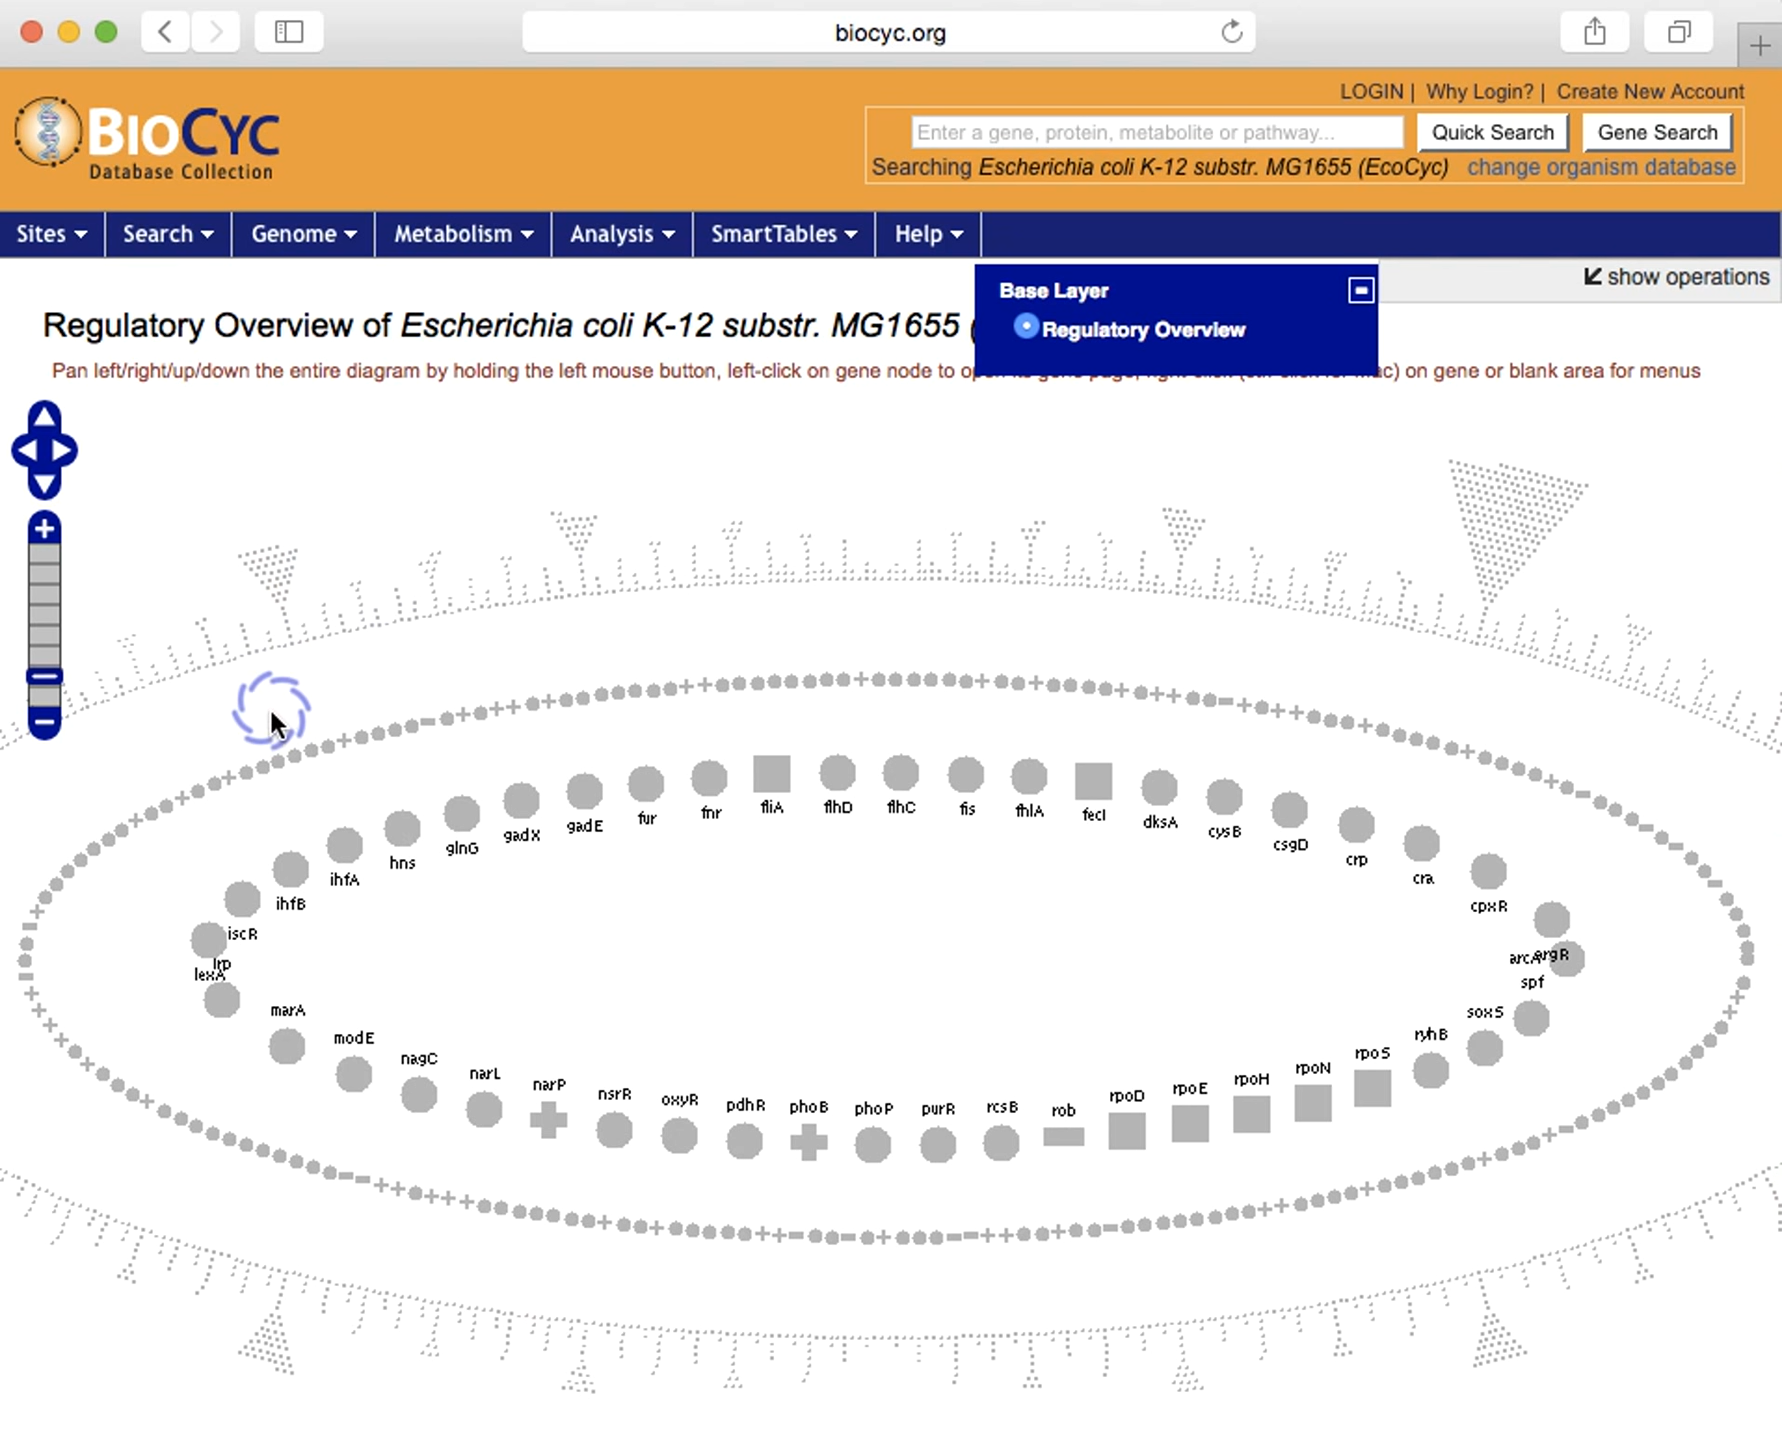 biocyc.org
LOGIN | Why Login? | Create New Account
BIOCYC
Database Collection
Enter a gene, protein, metabolite or pathway...
Quick Search
Gene Search
Searching Escherichia coli K-12 substr. MG1655 (EcoCyc) change organism database
Sites
Search
Genome
Metabolism
Analysis
SmartTables
Help
show operations
Base Layer
Regulatory Overview
Regulatory Overview of Escherichia coli K-12 substr. MG1655 (
Pan left/right/up/down the entire diagram by holding the left mouse button, left-click on gene node to on gene or blank area for menus
fliA
flhD
flhC
fis
fhlA
fecI
fnr
fur
gadE
gadX
glnG
hns
ihfA
ihfB
iscR
lrp
lexA
dksA
cysB
csgD
crp
cra
cpxR
arcA
argR
spf
soxS
ryhB
rpoS
rpoN
rpoH
rpoE
rpoD
rob
rcsB
purR
phoP
phoB
pdhR
oxyR
nsrR
narP
narL
nagC
modE
marA